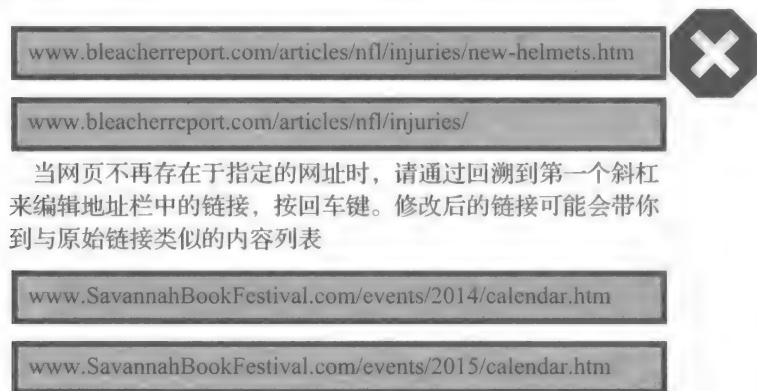 www.bleacherreport.com/articles/nfl/injuries/new-helmets.htm
www.bleacherreport.com/articles/nfl/injuries/
当网页不再存在于指定的网址时，请通过回溯到第一个斜杠
来编辑地址栏中的链接，按回车键。修改后的链接可能会带你
到与原始链接类似的内容列表
www.SavannahBookFestival.com/events/2014/calendar.htm
www.SavannahBookFestival.com/events/2015/calendar.htm